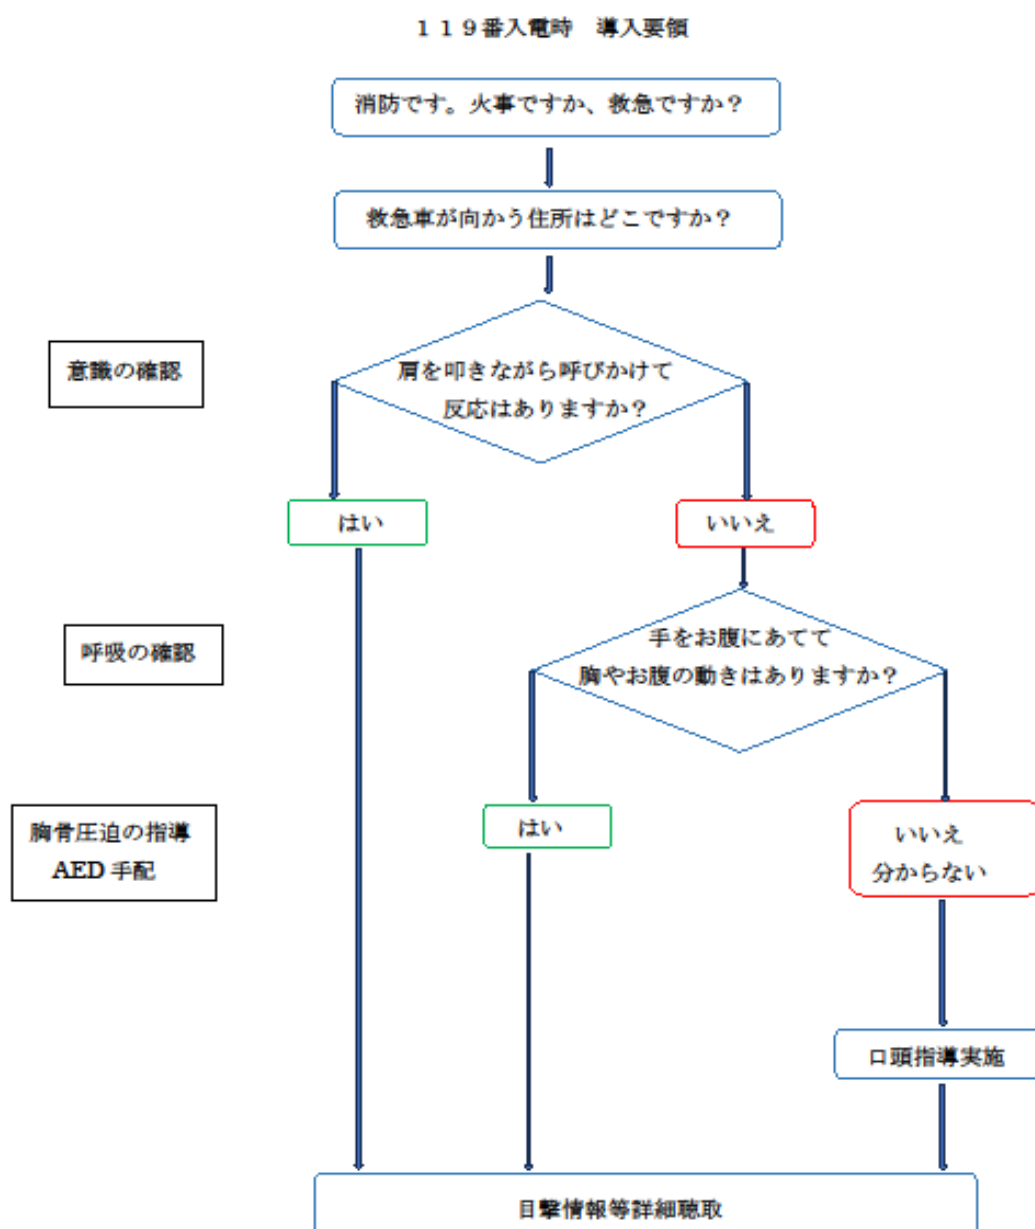 119番入電時　導入要領
消防です。火事ですか、救急ですか？
救急車が向かう住所はどこですか？
意識の確認
肩を叩きながら呼びかけて
反応はありますか？
はい
いいえ
呼吸の確認
手をお腹にあてて
胸やお腹の動きはありますか？
胸骨圧迫の指導
AED 手配
はい
いいえ
分からない
口頭指導実施
目撃情報等詳細聴取